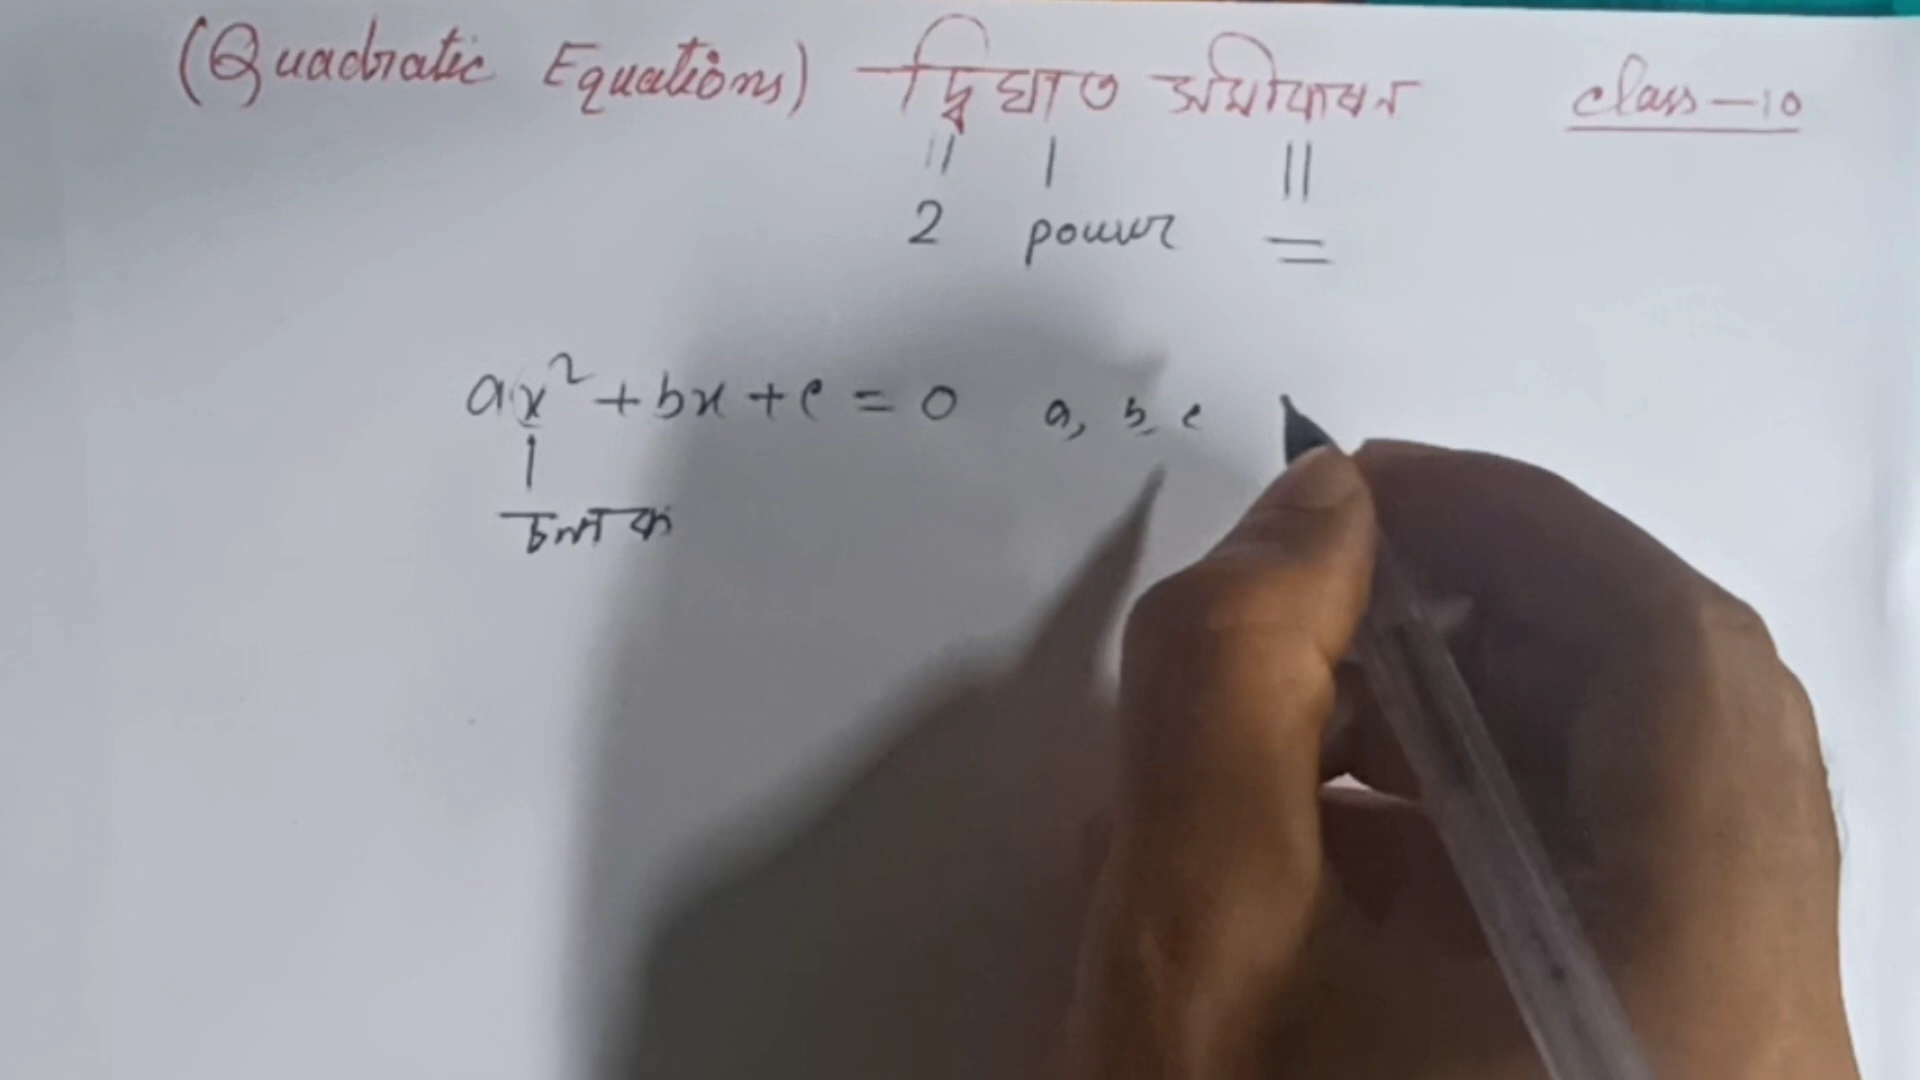 (Quadratic Equations) দ্বিঘাত সমীকরণ class-10
2 power =
ax² + bx + c = 0 a, b, c
চলক